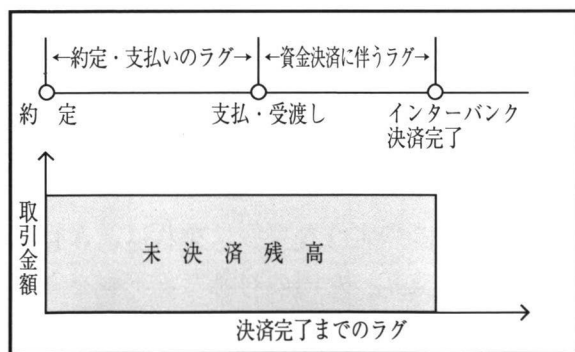 ←約定・支払いのラグ→
←資金決済に伴うラグ→
約 定
支払・受渡し
インターバンク
決済完了
取引金額
未 決 済 残 高
決済完了までのラグ